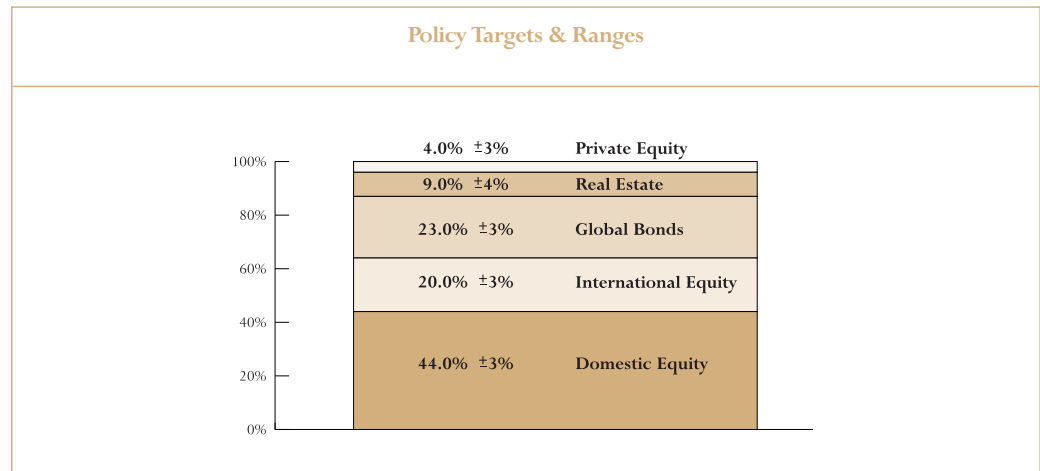 Policy Targets & Ranges
4.0% ±3% Private Equity
100%
9.0% ±4% Real Estate
80%
23.0% ±3% Global Bonds
60%
20.0% ±3% International Equity
40%
44.0% ±3% Domestic Equity
20%
0%